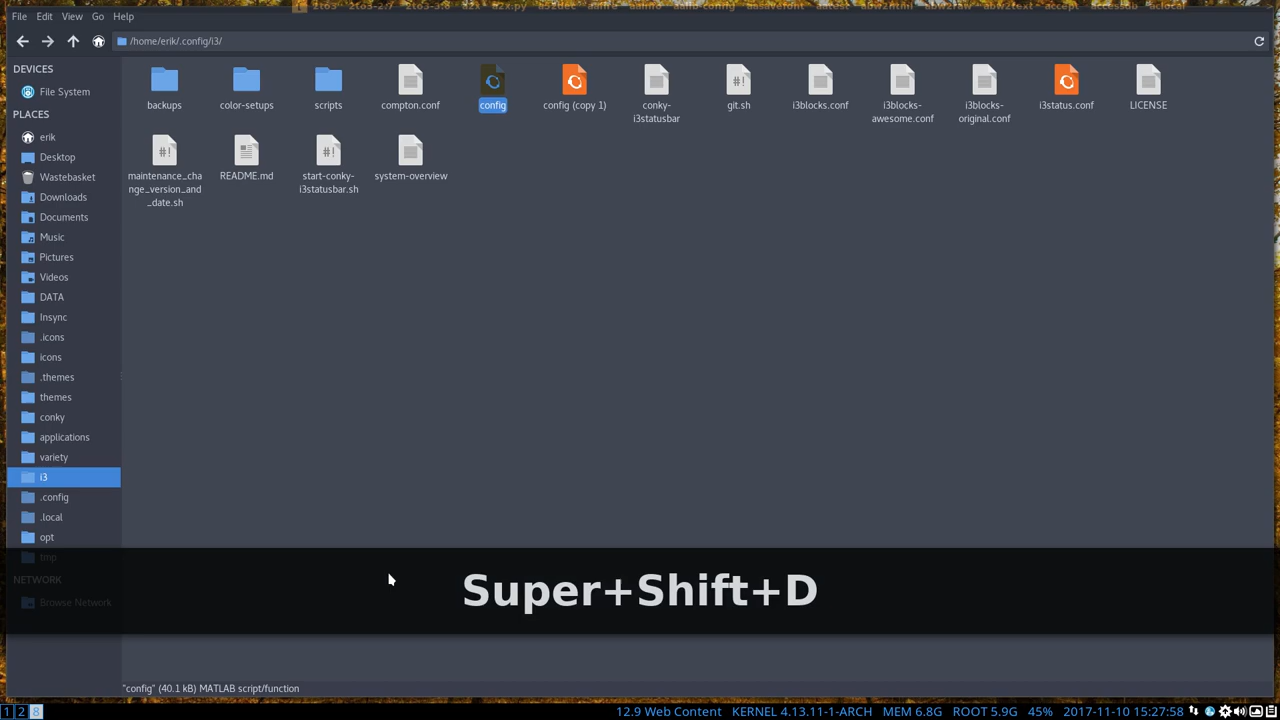 File Edit View Go Help
/home/erik/.config/i3/
DEVICES
File System
PLACES
erik
Desktop
Wastebasket
Downloads
Documents
Music
Pictures
Videos
DATA
Insync
.icons
icons
.themes
themes
conky
applications
variety
i3
.config
.local
opt
tmp
NETWORK
Browse Network
backups
color-setups
scripts
compton.conf
config
config (copy 1)
conky-
i3statusbar
git.sh
i3blocks.conf
i3blocks-
awesome.conf
i3blocks-
original.conf
i3status.conf
LICENSE
maintenance_cha
nge_version_and
_date.sh
README.md
start-conky-
i3statusbar.sh
system-overview
Super+Shift+D
"config" (40.1 kB) MATLAB script/function
1 2 8
12.9 Web Content KERNEL 4.13.11-1-ARCH MEM 6.8G ROOT 5.9G 45% 2017-11-10 15:27:58